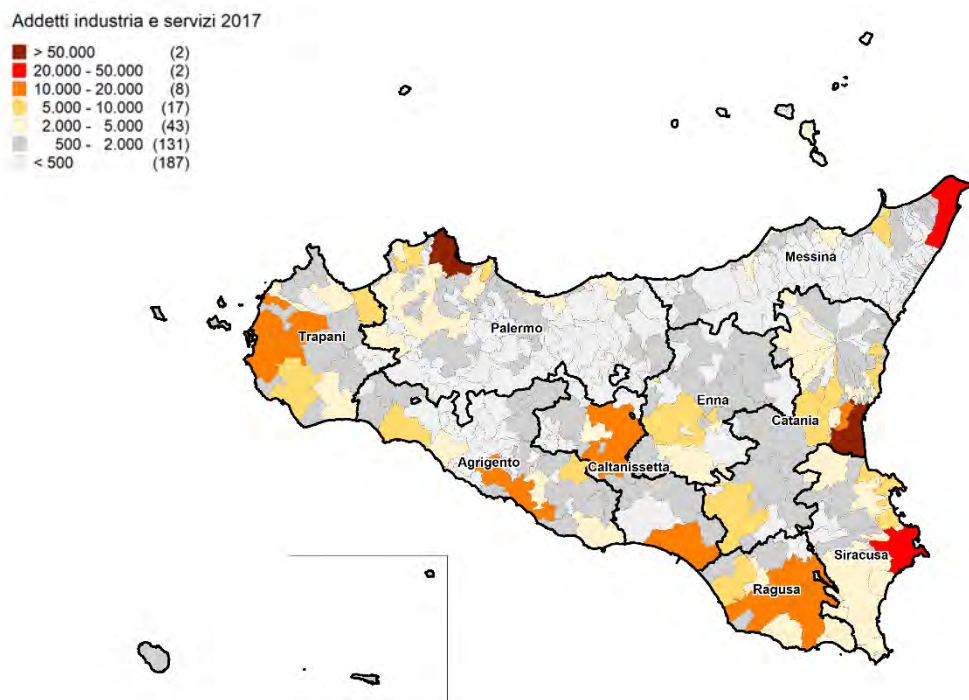 Addetti industria e servizi 2017
> 50.000 (2)
20.000 - 50.000 (2)
10.000 - 20.000 (8)
5.000 - 10.000 (17)
2.000 - 5.000 (43)
500 - 2.000 (131)
< 500 (187)
Messina
Palermo
Trapani
Enna
Catania
Agrigento
Caltanissetta
Siracusa
Ragusa